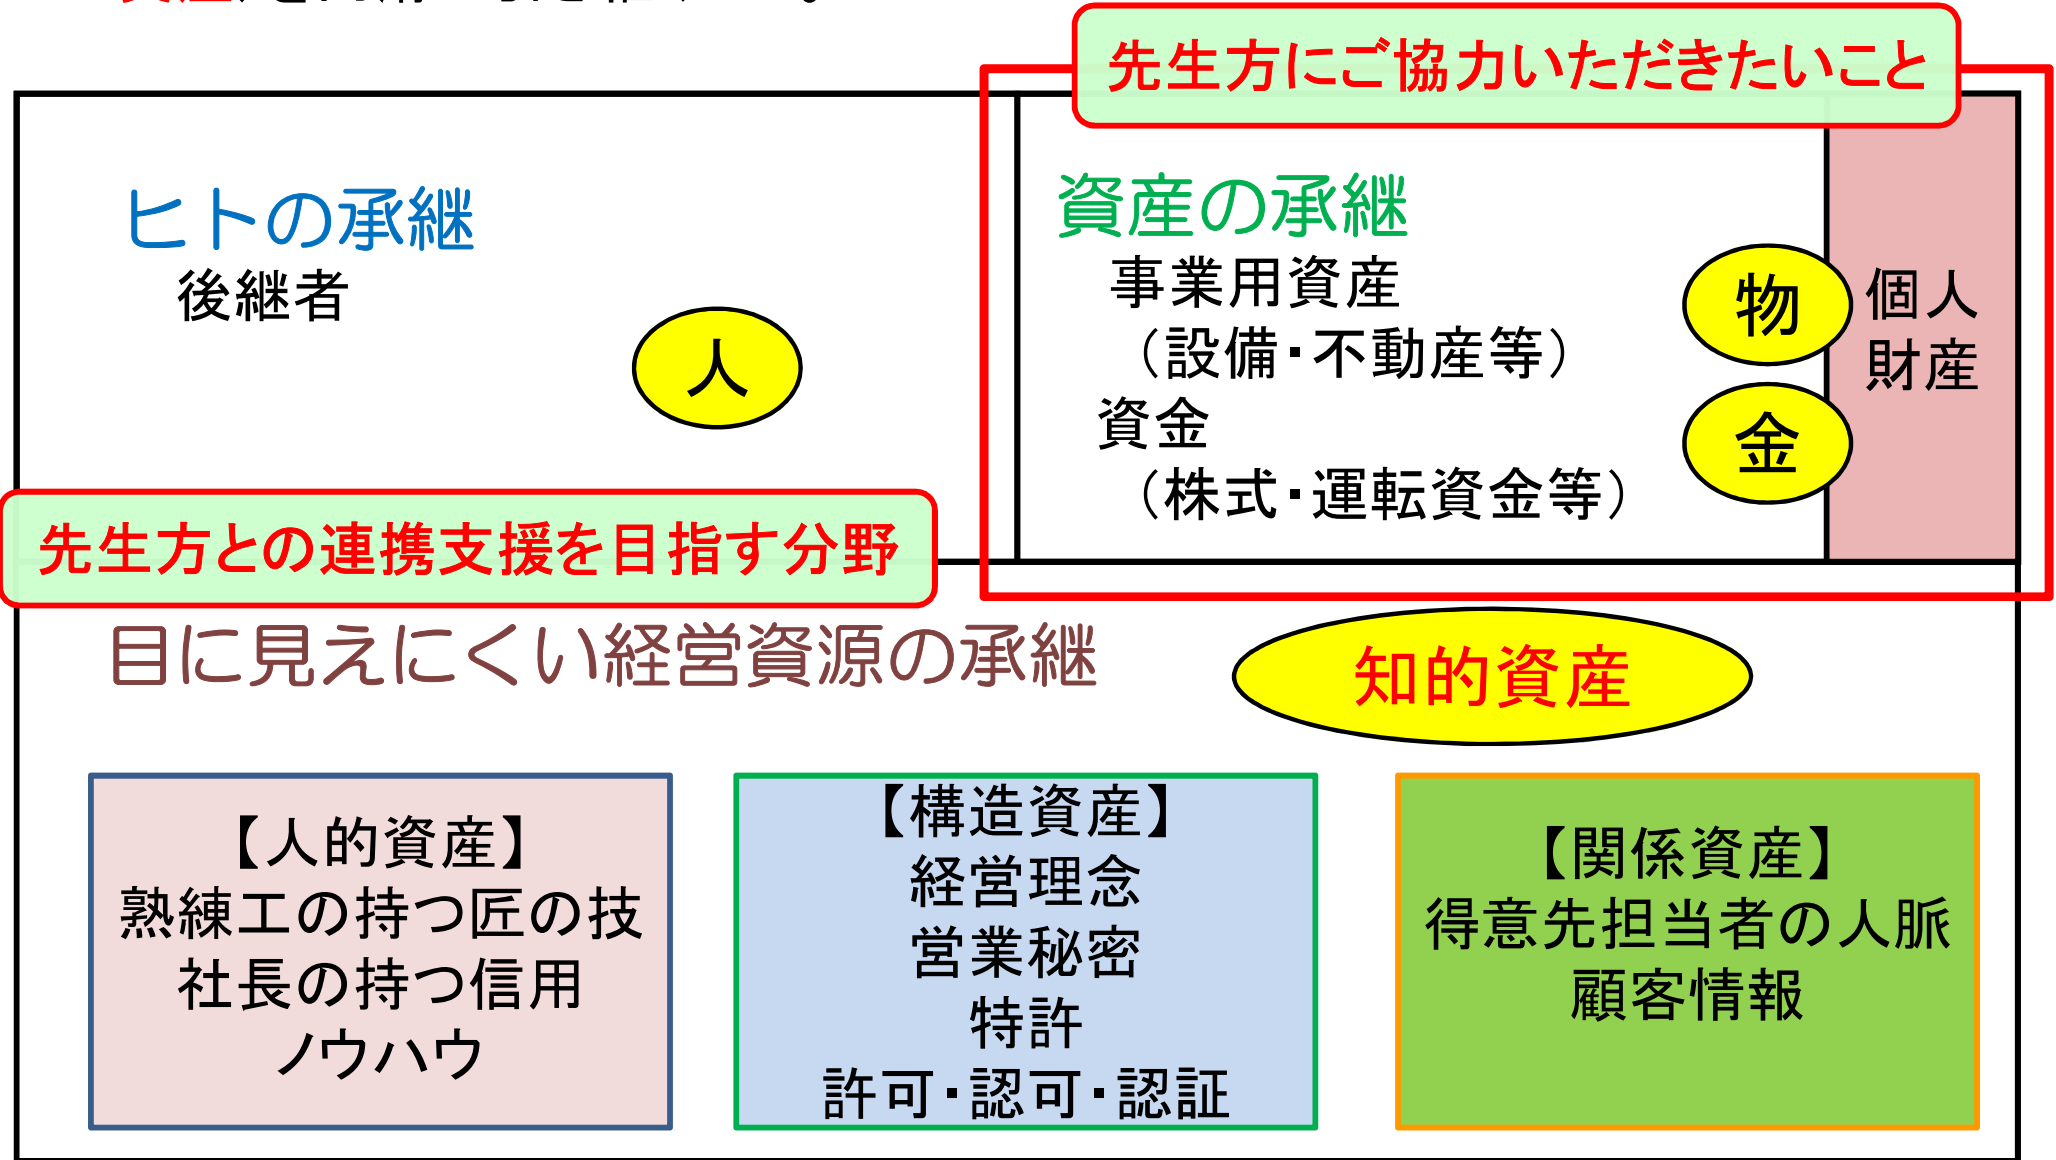 先生方にご協力いただきたいこと
ヒトの承継
後継者
人
資産の承継
事業用資産
（設備・不動産等）
資金
（株式・運転資金等）
物
金
個人
財産
先生方との連携支援を目指す分野
目に見えにくい経営資源の承継
知的資産
【人的資産】
熟練工の持つ匠の技
社長の持つ信用
ノウハウ
【構造資産】
経営理念
営業秘密
特許
許可・認可・認証
【関係資産】
得意先担当者の人脈
顧客情報